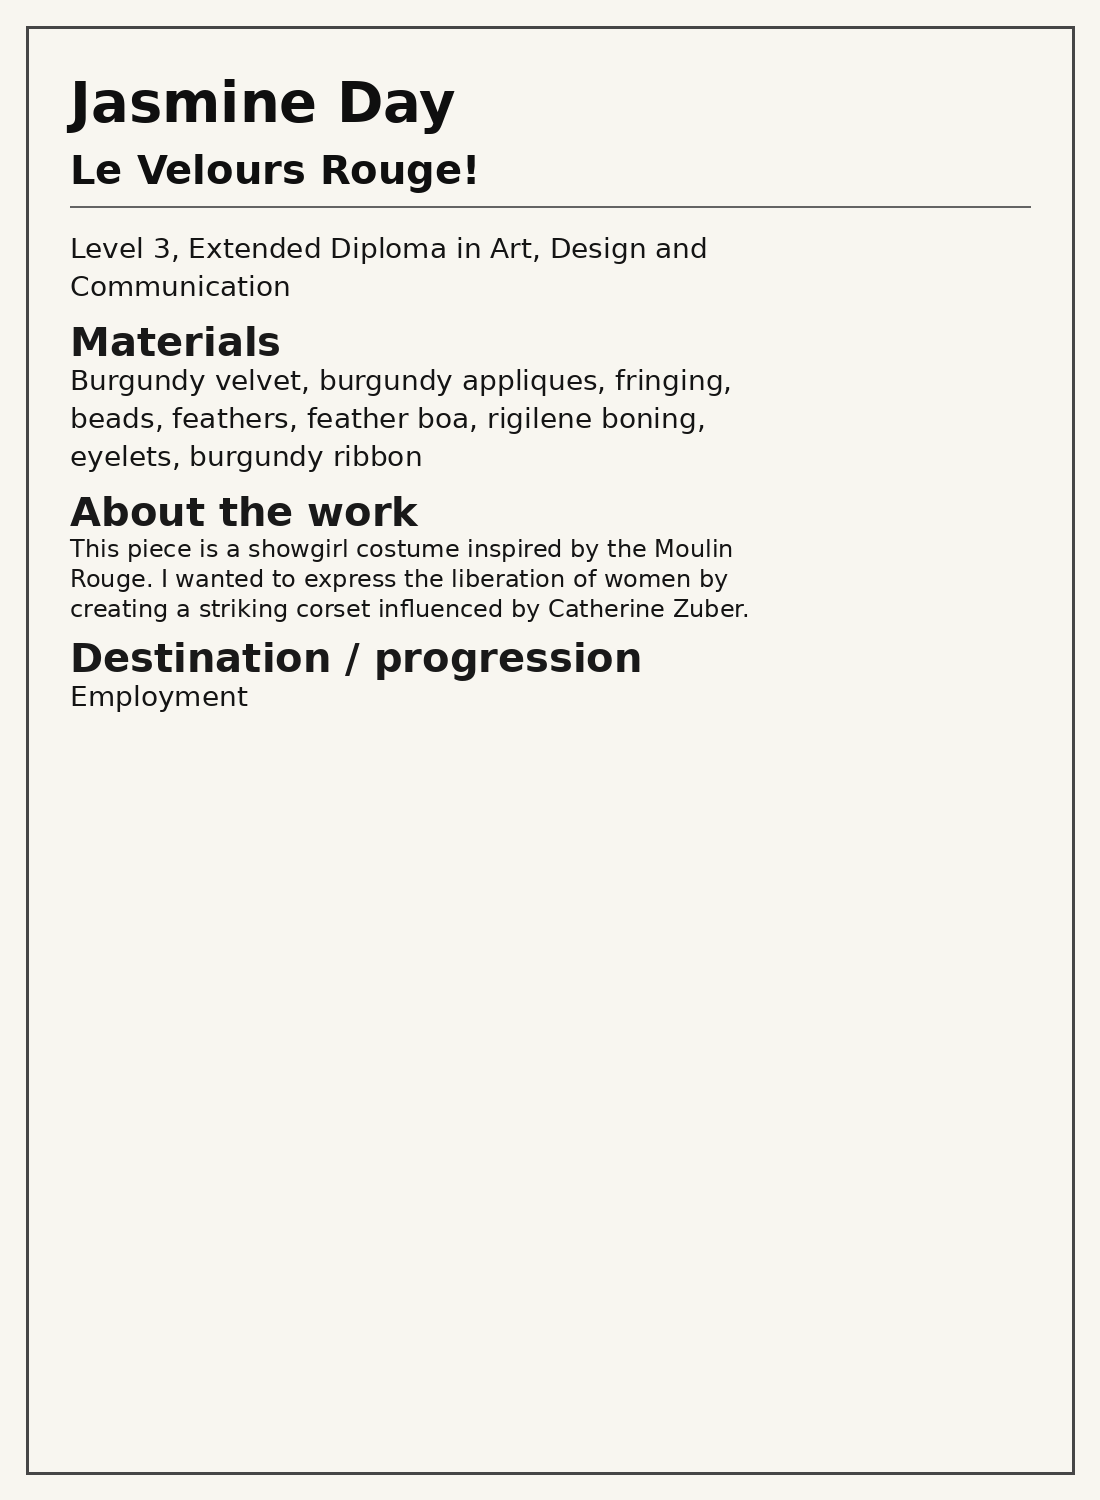 Jasmine Day
Le Velours Rouge!
Level 3, Extended Diploma in Art, Design and
Communication
Materials
Burgundy velvet, burgundy appliques, fringing,
beads, feathers, feather boa, rigilene boning,
eyelets, burgundy ribbon
About the work
This piece is a showgirl costume inspired by the Moulin
Rouge. I wanted to express the liberation of women by
creating a striking corset influenced by Catherine Zuber.
Destination / progression
Employment